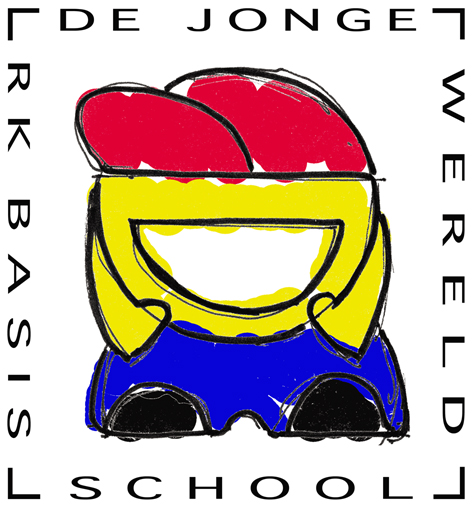 DE JONGE
WERELD
RK BASIS
SCHOOL